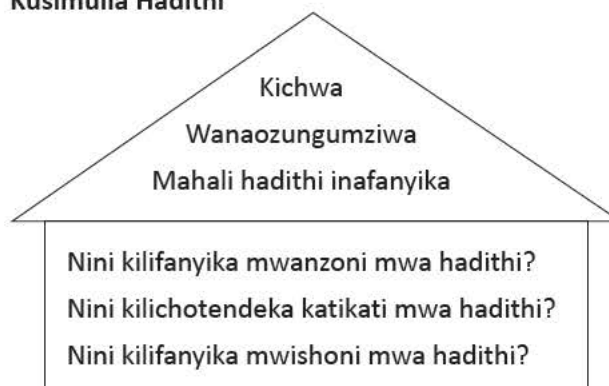 Kusimulia Hadithi
Kichwa
Wanaozungumziwa
Mahali hadithi inafanyika
Nini kilifanyika mwanzoni mwa hadithi?
Nini kilichotendeka katikati mwa hadithi?
Nini kilifanyika mwishoni mwa hadithi?